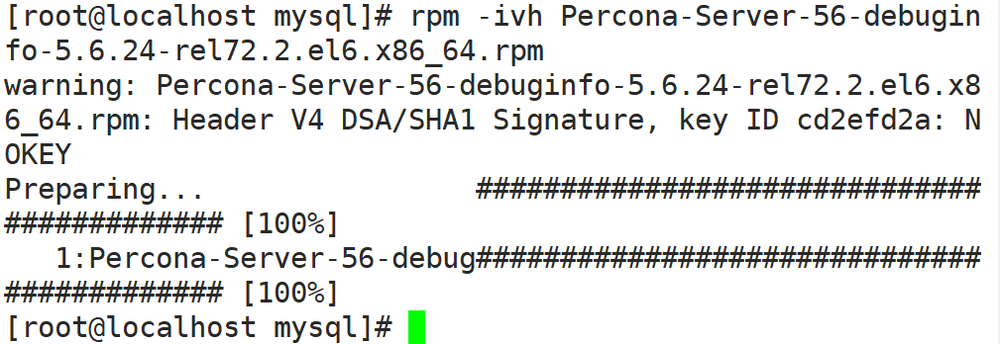 [root@localhost mysql]# rpm -ivh Percona-Server-56-debugin
fo-5.6.24-rel72.2.el6.x86_64.rpm
warning: Percona-Server-56-debuginfo-5.6.24-rel72.2.el6.x8
6_64.rpm: Header V4 DSA/SHA1 Signature, key ID cd2efd2a: N
OKEY
Preparing...                ##############################
############# [100%]
   1:Percona-Server-56-debug##############################
############# [100%]
[root@localhost mysql]#